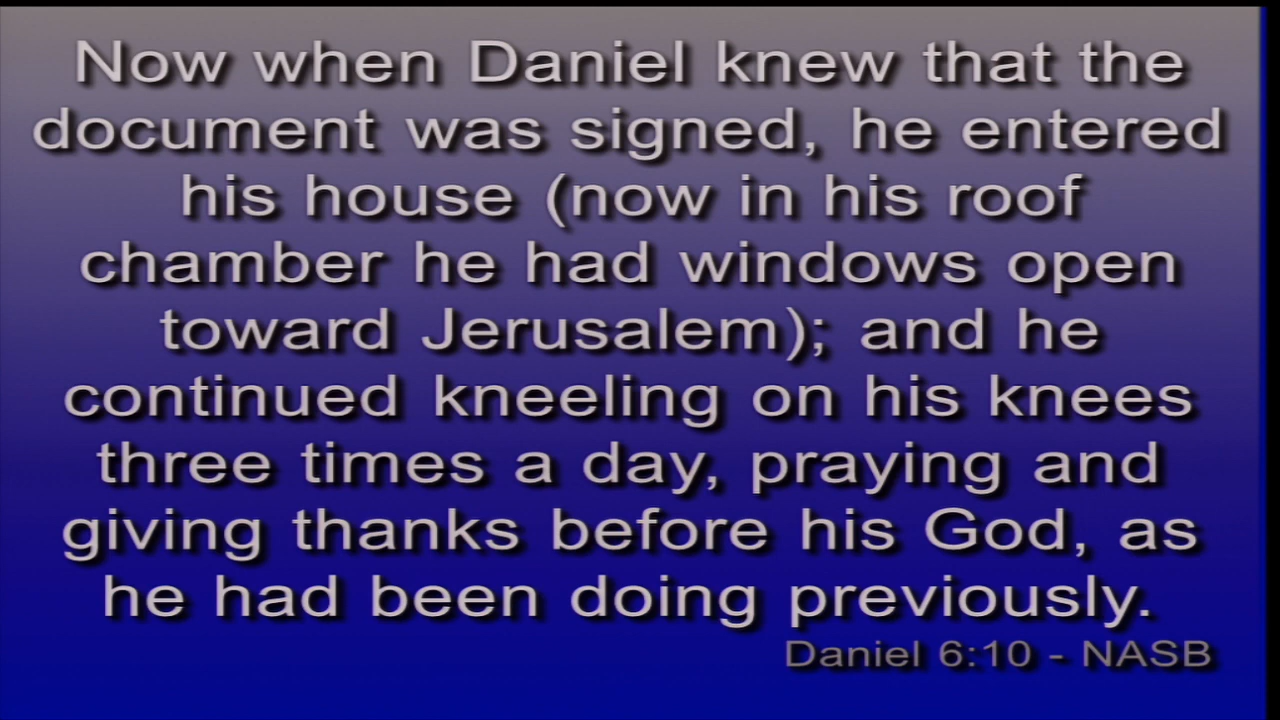 Now when Daniel knew that the
document was signed, he entered
his house (now in his roof
chamber he had windows open
toward Jerusalem); and he
continued kneeling on his knees
three times a day, praying and
giving thanks before his God, as
he had been doing previously.
Daniel 6:10 - NASB